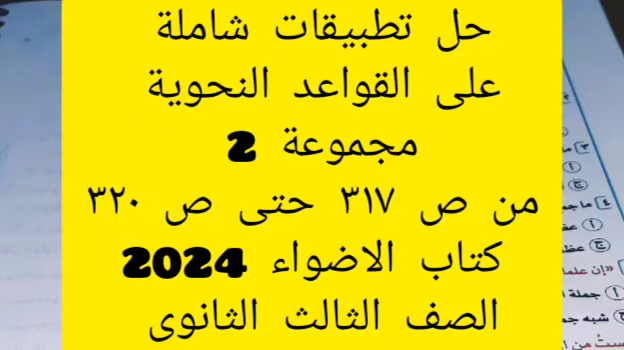 حل تطبيقات شاملة
على القواعد النحوية
مجموعة 2
من ص ٣١٧ حتى ص ٣٢٠
كتاب الاضواء 2024
الصف الثالث الثانوى